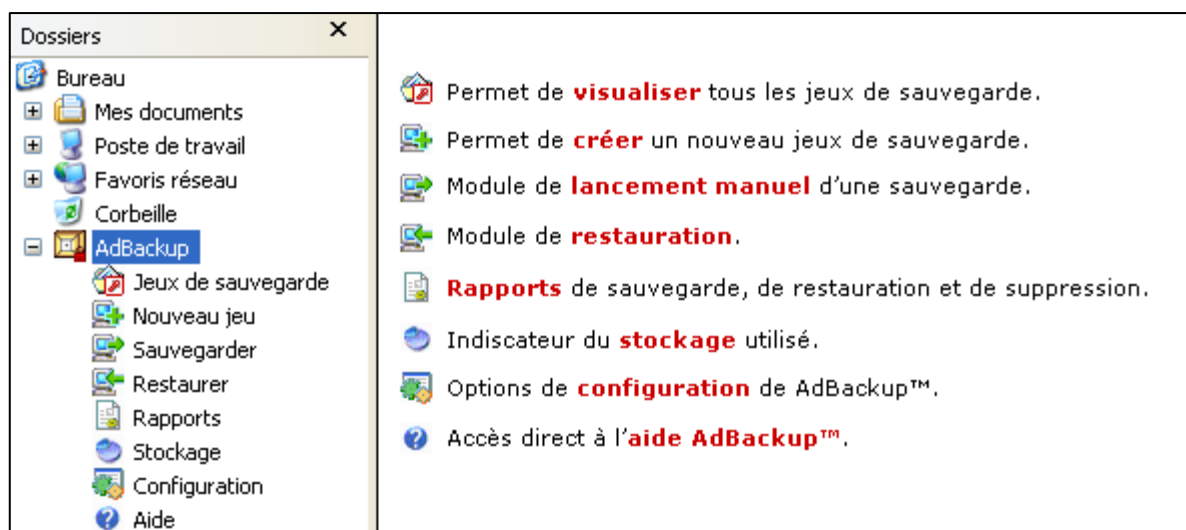 Dossiers
Bureau
Mes documents
Poste de travail
Favoris réseau
Corbeille
AdBackup
Jeux de sauvegarde
Nouveau jeu
Sauvegarder
Restaurer
Rapports
Stockage
Configuration
Aide
Permet de visualiser tous les jeux de sauvegarde.
Permet de créer un nouveau jeux de sauvegarde.
Module de lancement manuel d'une sauvegarde.
Module de restauration.
Rapports de sauvegarde, de restauration et de suppression.
Indiscateur du stockage utilisé.
Options de configuration de AdBackup™.
Accès direct à l'aide AdBackup™.